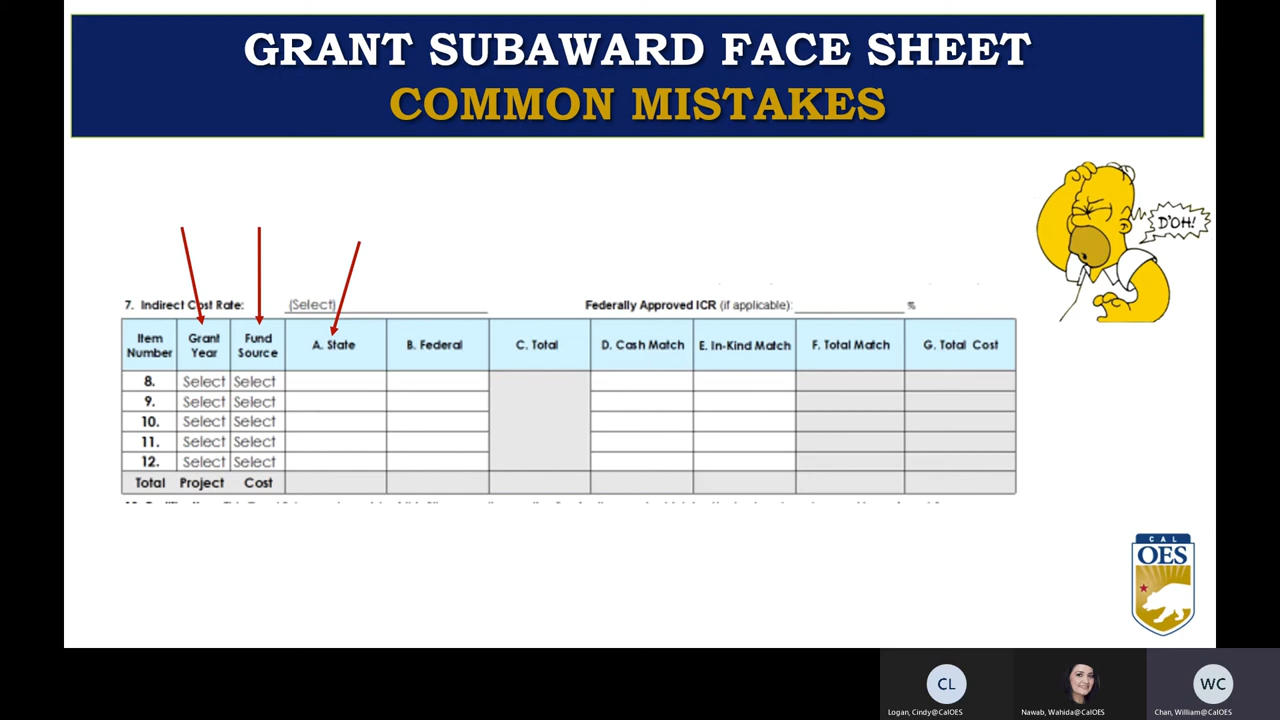 GRANT SUBAWARD FACE SHEET
COMMON MISTAKES
D'OH!
7. Indirect Cost Rate: (Select) Federally Approved ICR (if applicable): %
Item Number Grant Year Fund Source A. State B. Federal C. Total D. Cash Match E. In-Kind Match F. Total Match G. Total Cost
8. Select Select
9. Select Select
10. Select Select
11. Select Select
12. Select Select
Total Project Cost
CAL
OES
CL
WC
Logan, Cindy@CalOES
Nawab, Wahida@CalOES
Chan, William@CalOES